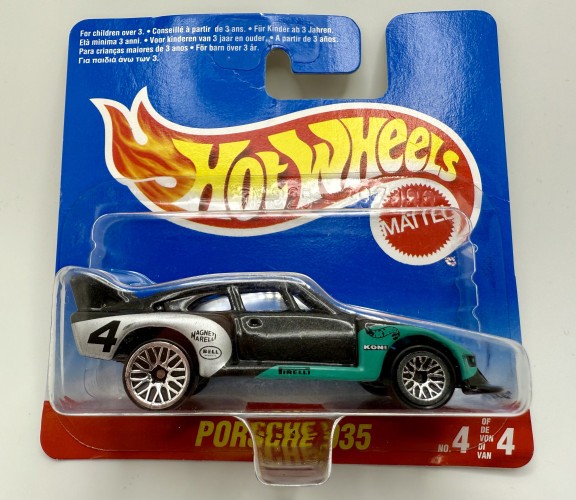 For children over 3. • Conseillé à partir de 3 ans. • Für Kinder ab 3 Jahren.
Età minima 3 anni. • Voor kinderen van 3 jaar en ouder. • A partir de 3 años.
Para crianças maiores de 3 anos • För barn över 3 år.
Για παιδιά άνω των 3.
HOT WHEELS
MATTEL
4
MAGNETI
MARELLI
BELL
KONI
PIRELLI
PORSCHE 935
NO. 4
OF
DE
VON
DI
VAN
4